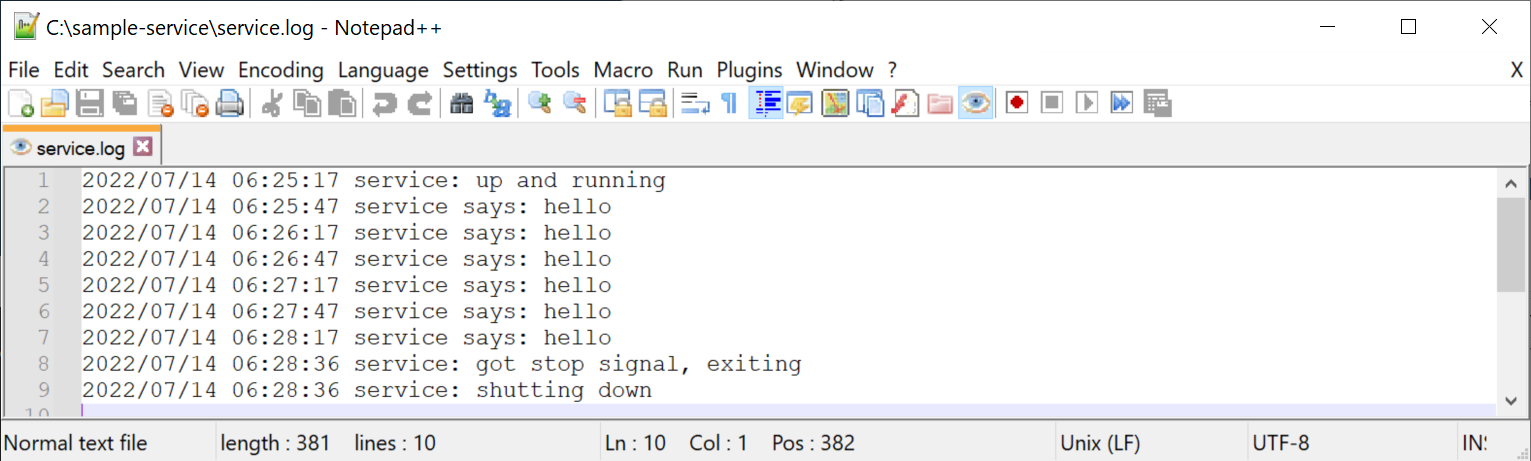 C:\sample-service\service.log - Notepad++
File Edit Search View Encoding Language Settings Tools Macro Run Plugins Window ? X
service.log
1 2022/07/14 06:25:17 service: up and running
2 2022/07/14 06:25:47 service says: hello
3 2022/07/14 06:26:17 service says: hello
4 2022/07/14 06:26:47 service says: hello
5 2022/07/14 06:27:17 service says: hello
6 2022/07/14 06:27:47 service says: hello
7 2022/07/14 06:28:17 service says: hello
8 2022/07/14 06:28:36 service: got stop signal, exiting
9 2022/07/14 06:28:36 service: shutting down
10
Normal text file length : 381 lines : 10 Ln : 10 Col : 1 Pos : 382 Unix (LF) UTF-8